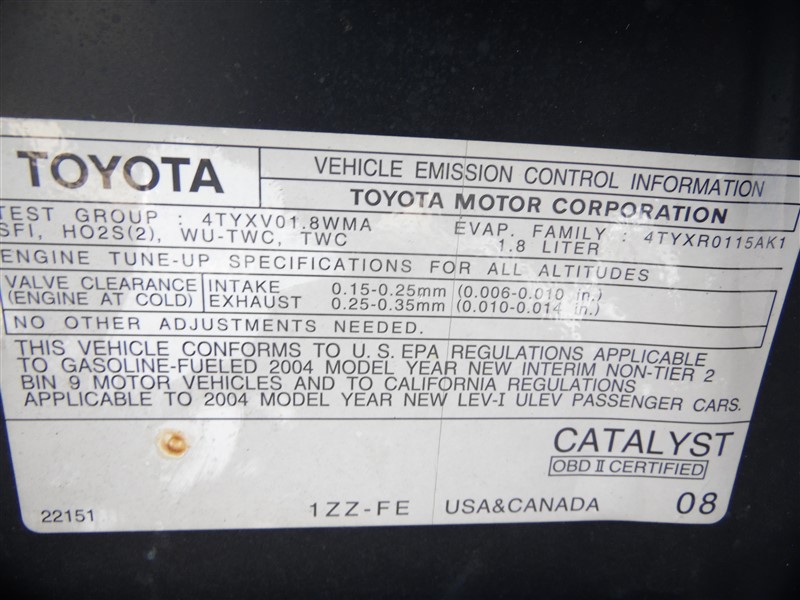 TOYOTA
VEHICLE EMISSION CONTROL INFORMATION
TOYOTA MOTOR CORPORATION
TEST GROUP : 4TYXV01.8WMA EVAP. FAMILY : 4TYXR0115AK1
SFI, HO2S(2), WU-TWC, TWC 1.8 LITER
ENGINE TUNE-UP SPECIFICATIONS FOR ALL ALTITUDES
VALVE CLEARANCE INTAKE 0.15-0.25mm (0.006-0.010 in.)
(ENGINE AT COLD) EXHAUST 0.25-0.35mm (0.010-0.014 in.)
NO OTHER ADJUSTMENTS NEEDED.
THIS VEHICLE CONFORMS TO U.S. EPA REGULATIONS APPLICABLE
TO GASOLINE-FUELED 2004 MODEL YEAR NEW INTERIM NON-TIER 2
BIN 9 MOTOR VEHICLES AND TO CALIFORNIA REGULATIONS
APPLICABLE TO 2004 MODEL YEAR NEW LEV-I ULEV PASSENGER CARS.
CATALYST
OBD II CERTIFIED
22151 1ZZ-FE USA&CANADA 08